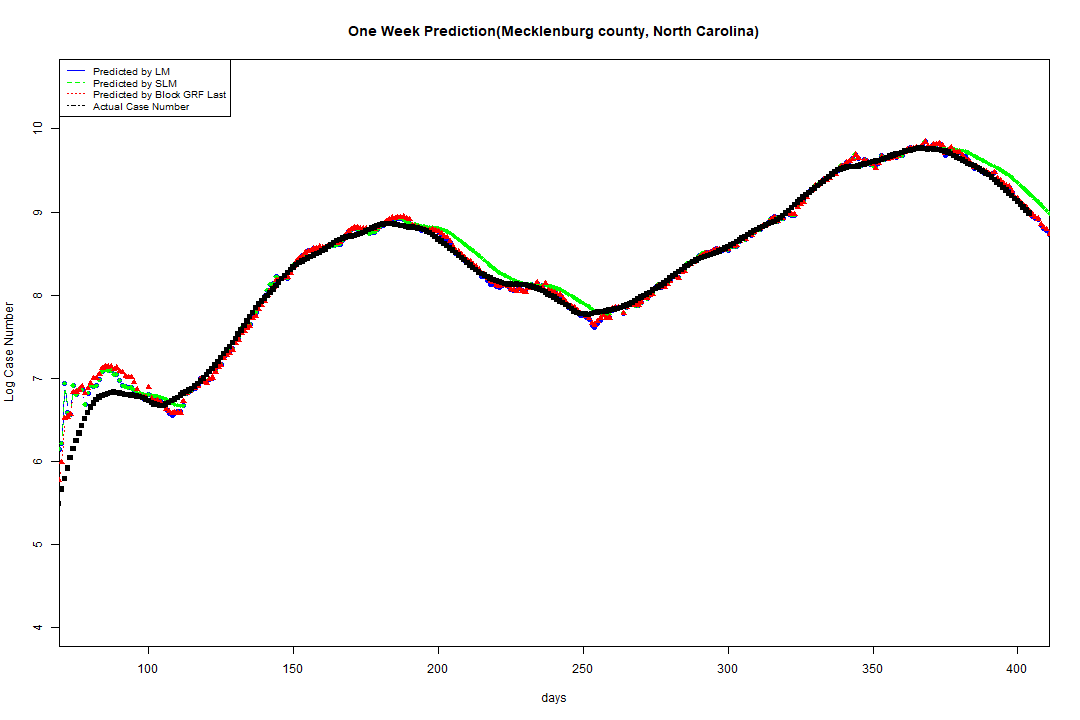 One Week Prediction(Mecklenburg county, North Carolina)
Predicted by LM
Predicted by SLM
Predicted by Block GRF Last
Actual Case Number
Log Case Number
10
9
8
7
6
5
4
100 150 200 250 300 350 400
days